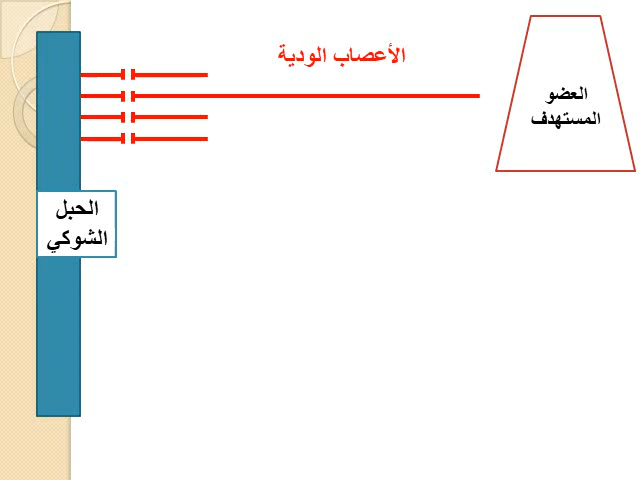 الأعصاب الودية
العضو
المستهدف
الحبل
الشوكي